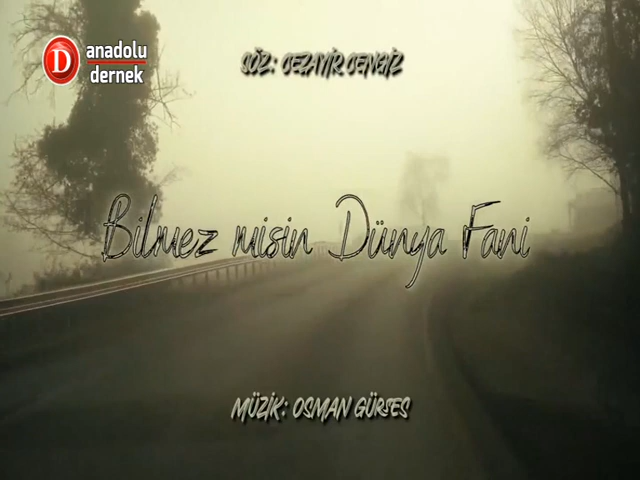 anadolu
dernek
SÖZ: CEZAYİR CENGİZ
Bilmez misin Dünya Fani
MÜZİK: OSMAN GÜRSES